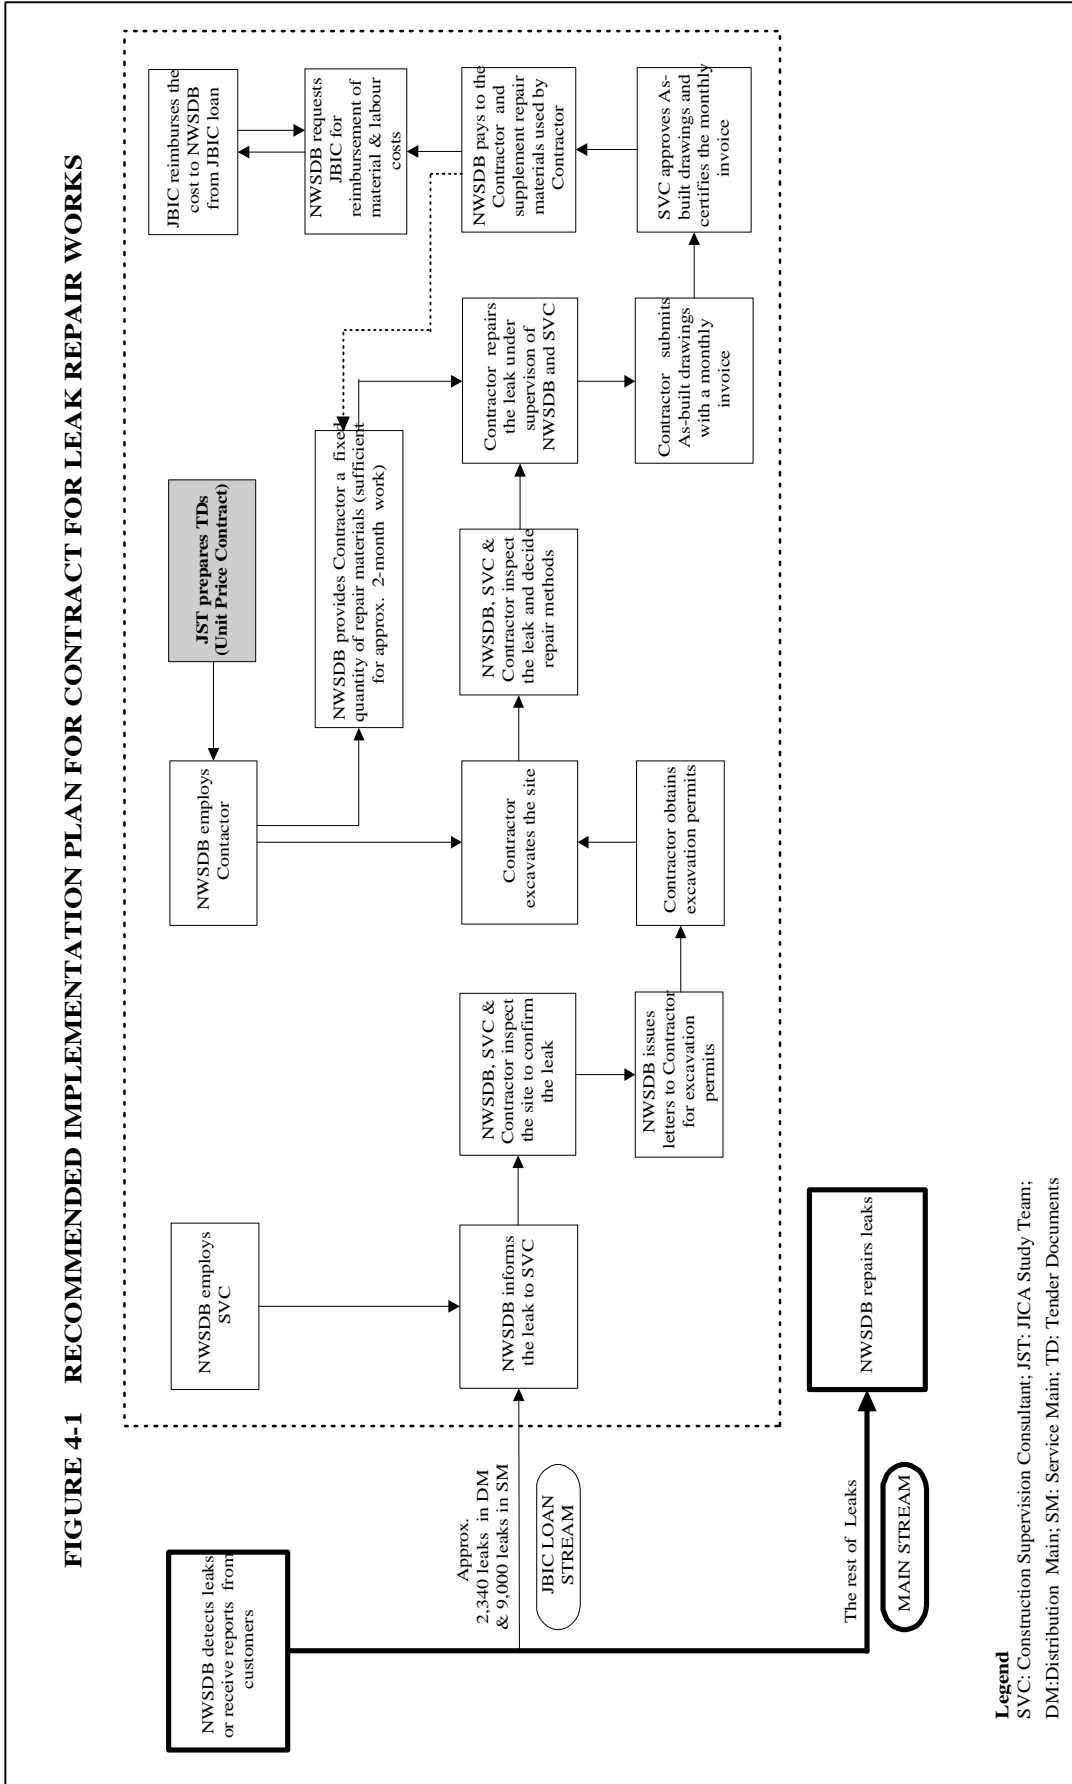 FIGURE 4-1 RECOMMENDED IMPLEMENTATION PLAN FOR CONTRACT FOR LEAK REPAIR WORKS
NWSDB detects leaks
or receive reports from
customers
Approx.
2,340 leaks in DM
& 9,000 leaks in SM
JBIC LOAN
STREAM
The rest of Leaks
MAIN STREAM
NWSDB repairs leaks
NWSDB employs
SVC
NWSDB informs
the leak to SVC
NWSDB, SVC &
Contractor inspect
the site to confirm
the leak
NWSDB issues
letters to Contractor
for excavation
permits
Contractor obtains
excavation permits
NWSDB employs
Contactor
JST prepares TDs
(Unit Price Contract)
Contractor
excavates the site
NWSDB provides Contractor a fixed
quantity of repair materials (sufficient
for approx. 2-month work)
NWSDB, SVC &
Contractor inspect
the leak and decide
repair methods
Contractor repairs
the leak under
supervison of
NWSDB and SVC
Contractor submits
As-built drawings
with a monthly
invoice
SVC approves As-
built drawings and
certifies the monthly
invoice
NWSDB pays to the
Contractor and
supplement repair
materials used by
Contractor
NWSDB requests
JBIC for
reimbursement of
material & labour
costs
JBIC reimburses the
cost to NWSDB
from JBIC loan
Legend
SVC: Construction Supervision Consultant; JST: JICA Study Team;
DM:Distribution Main; SM: Service Main; TD: Tender Documents